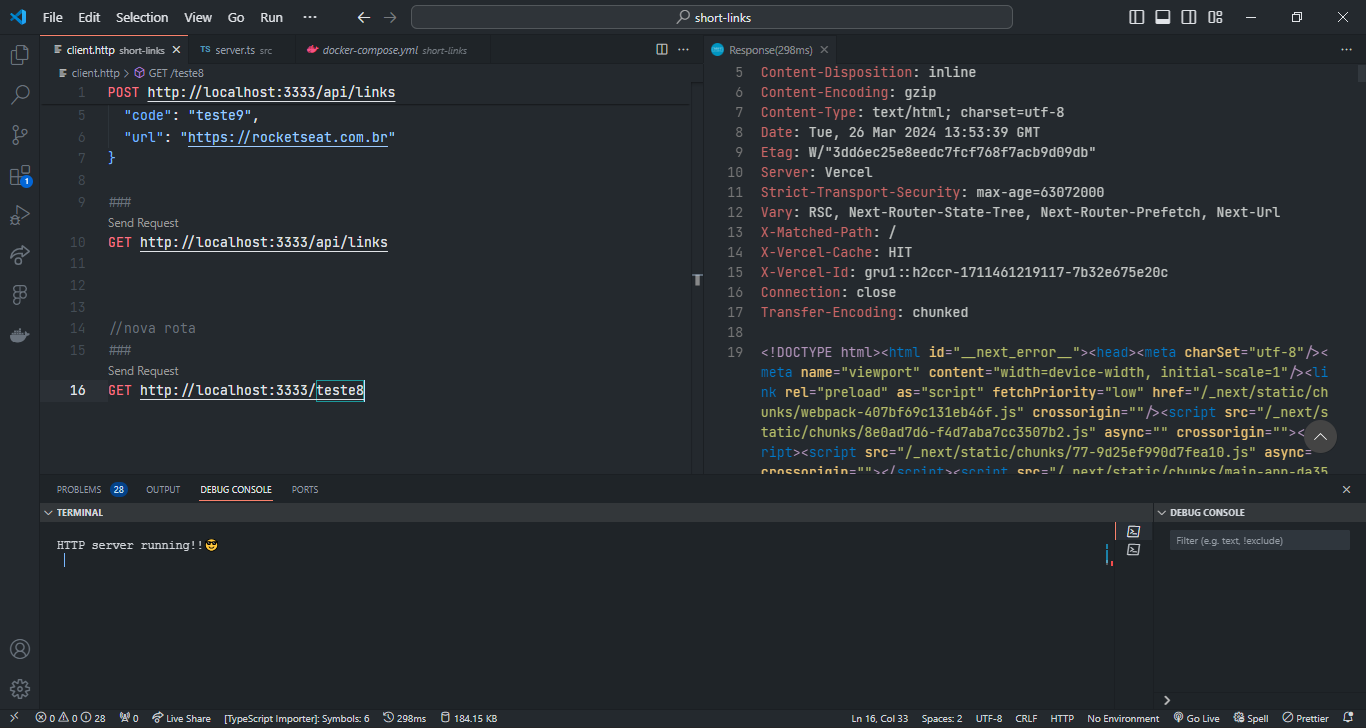 File Edit Selection View Go Run ··· short-links
client.http short-links
TS server.ts src
docker-compose.yml short-links
client.http > GET /teste8
1 POST http://localhost:3333/api/links
5 "code": "teste9",
6 "url": "https://rocketseat.com.br"
7 }
8
9 ###
Send Request
10 GET http://localhost:3333/api/links
11
12
13
14 //nova rota
15 ###
Send Request
16 GET http://localhost:3333/teste8
Response(298ms)
5 Content-Disposition: inline
6 Content-Encoding: gzip
7 Content-Type: text/html; charset=utf-8
8 Date: Tue, 26 Mar 2024 13:53:39 GMT
9 Etag: W/"3dd6ec25e8eedc7fcf768f7acb9d09db"
10 Server: Vercel
11 Strict-Transport-Security: max-age=63072000
12 Vary: RSC, Next-Router-State-Tree, Next-Router-Prefetch, Next-Url
13 X-Matched-Path: /
14 X-Vercel-Cache: HIT
15 X-Vercel-Id: gru1::h2ccr-1711461219117-7b32e675e20c
16 Connection: close
17 Transfer-Encoding: chunked
18
19 <!DOCTYPE html><html id="__next_error__"><head><meta charSet="utf-8"/><
meta name="viewport" content="width=device-width, initial-scale=1"/><li
nk rel="preload" as="script" fetchPriority="low" href="/_next/static/ch
unks/webpack-407bf69c131eb46f.js" crossorigin=""/><script src="/_next/s
tatic/chunks/8e0ad7d6-f4d7aba7cc3507b2.js" async="" crossorigin=""><
ript><script src="/_next/static/chunks/77-9d25ef990d7fea10.js" async=
crossorigin=""></script><script src="/_next/static/chunks/main-app-da35
PROBLEMS 28 OUTPUT DEBUG CONSOLE PORTS
TERMINAL
HTTP server running!!😎
DEBUG CONSOLE
Filter (e.g. text, !exclude)
1
0 0 28 0 Live Share [TypeScript Importer]: Symbols: 6 298ms 184.15 KB Ln 16, Col 33 Spaces: 2 UTF-8 CRLF HTTP No Environment Go Live Spell Prettier